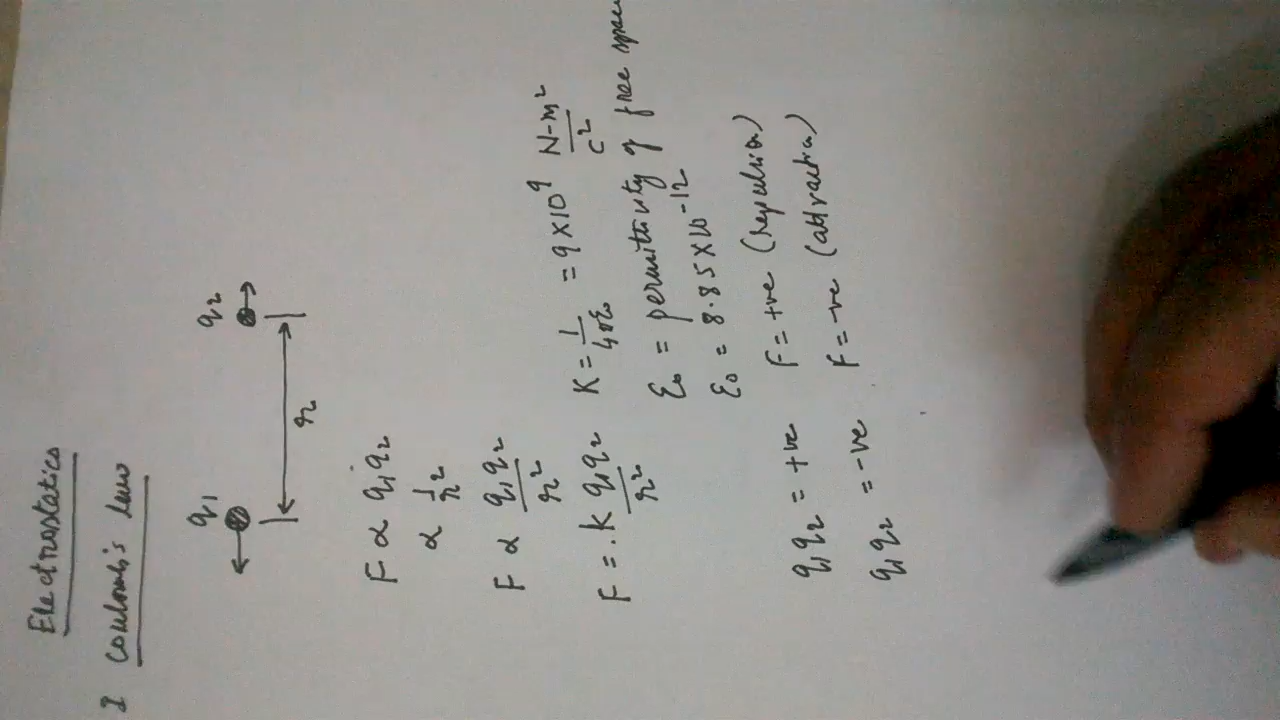 Electrostatics
I Coulomb's law
q₁ q₂
r
F ∝ q₁q₂
∝ 1/r²
F ∝ q₁q₂/r²
F = K q₁q₂/r² K = 1/4πε₀ = 9×10⁹ N-m²/C²
ε₀ = permittivity of free space
ε₀ = 8.85×10⁻¹²
q₁q₂ = +ve F = +ve (repulsion)
q₁q₂ = -ve F = -ve (attraction)